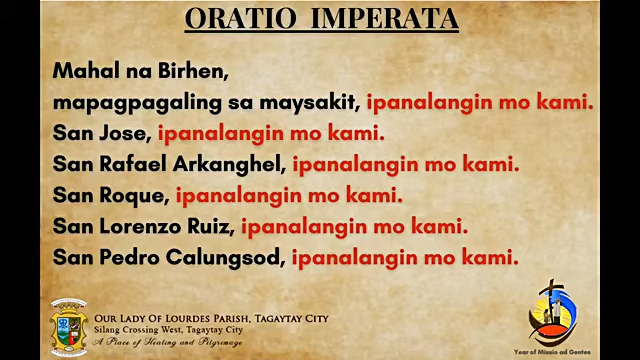 ORATIO IMPERATA
Mahal na Birhen,
mapagpagaling sa maysakit, ipanalangin mo kami.
San Jose, ipanalangin mo kami.
San Rafael Arkanghel, ipanalangin mo kami.
San Roque, ipanalangin mo kami.
San Lorenzo Ruiz, ipanalangin mo kami.
San Pedro Calungsod, ipanalangin mo kami.
OUR LADY OF LOURDES PARISH, TAGAYTAY CITY
Silang Crossing West, Tagaytay City
A Place of Healing and Pilgrimage
Year of Missio ad Gentes